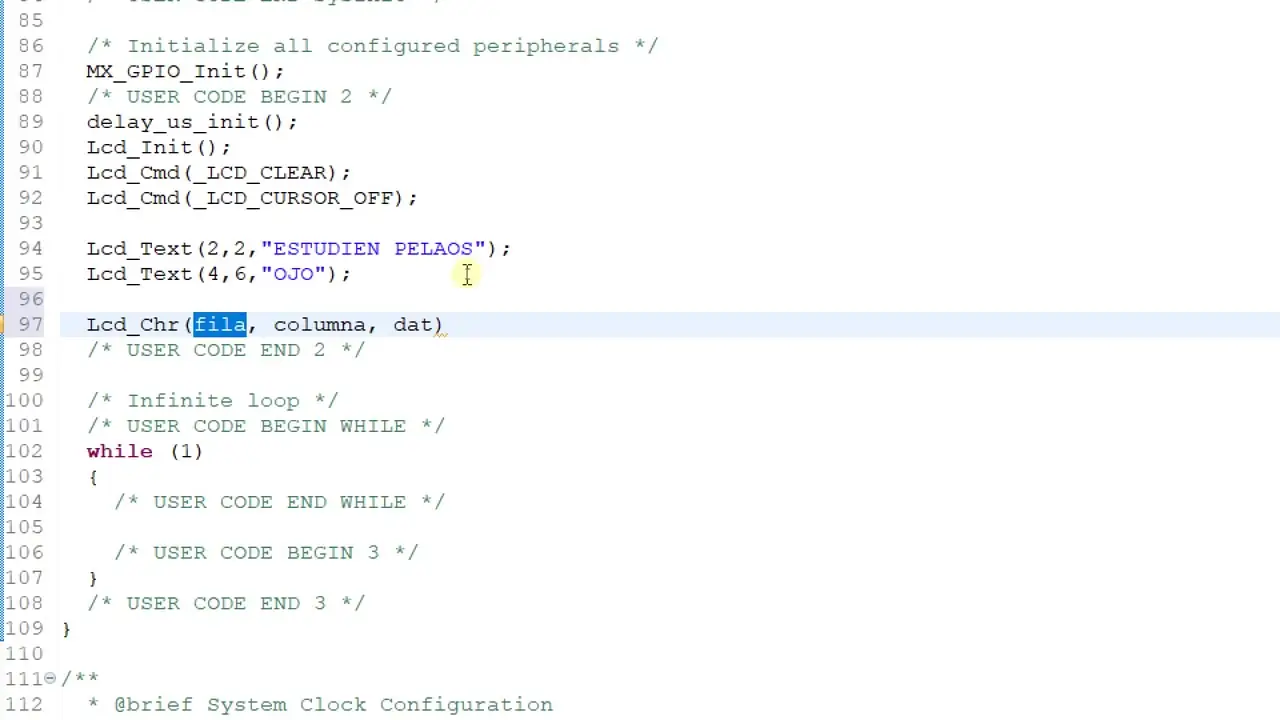 85
86 /* Initialize all configured peripherals */
87 MX_GPIO_Init();
88 /* USER CODE BEGIN 2 */
89 delay_us_init();
90 Lcd_Init();
91 Lcd_Cmd(_LCD_CLEAR);
92 Lcd_Cmd(_LCD_CURSOR_OFF);
93
94 Lcd_Text(2,2,"ESTUDIEN PELAOS");
95 Lcd_Text(4,6,"OJO");
96
97 Lcd_Chr(fila, columna, dat)
98 /* USER CODE END 2 */
99
100 /* Infinite loop */
101 /* USER CODE BEGIN WHILE */
102 while (1)
103 {
104 /* USER CODE END WHILE */
105
106 /* USER CODE BEGIN 3 */
107 }
108 /* USER CODE END 3 */
109 }
110
111 /**
112 * @brief System Clock Configuration